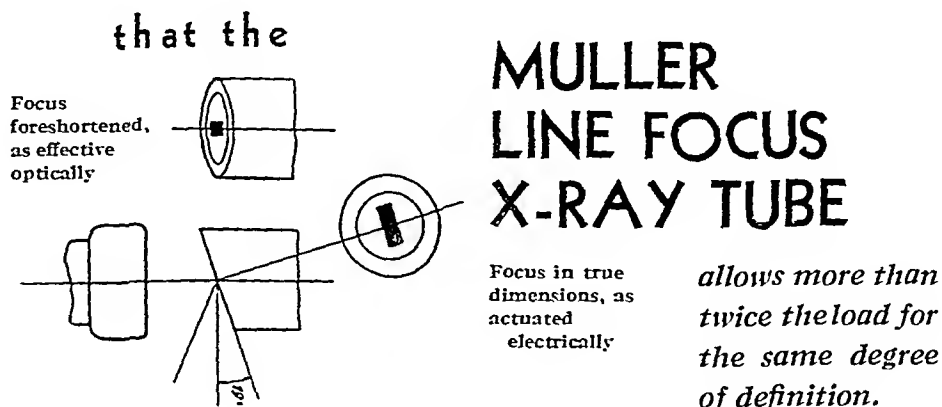 that the
Focus
foreshortened,
as effective
optically
MULLER
LINE FOCUS
X-RAY TUBE
Focus in true
dimensions, as
actuated
electrically
allows more than
twice the load for
the same degree
of definition.
19°